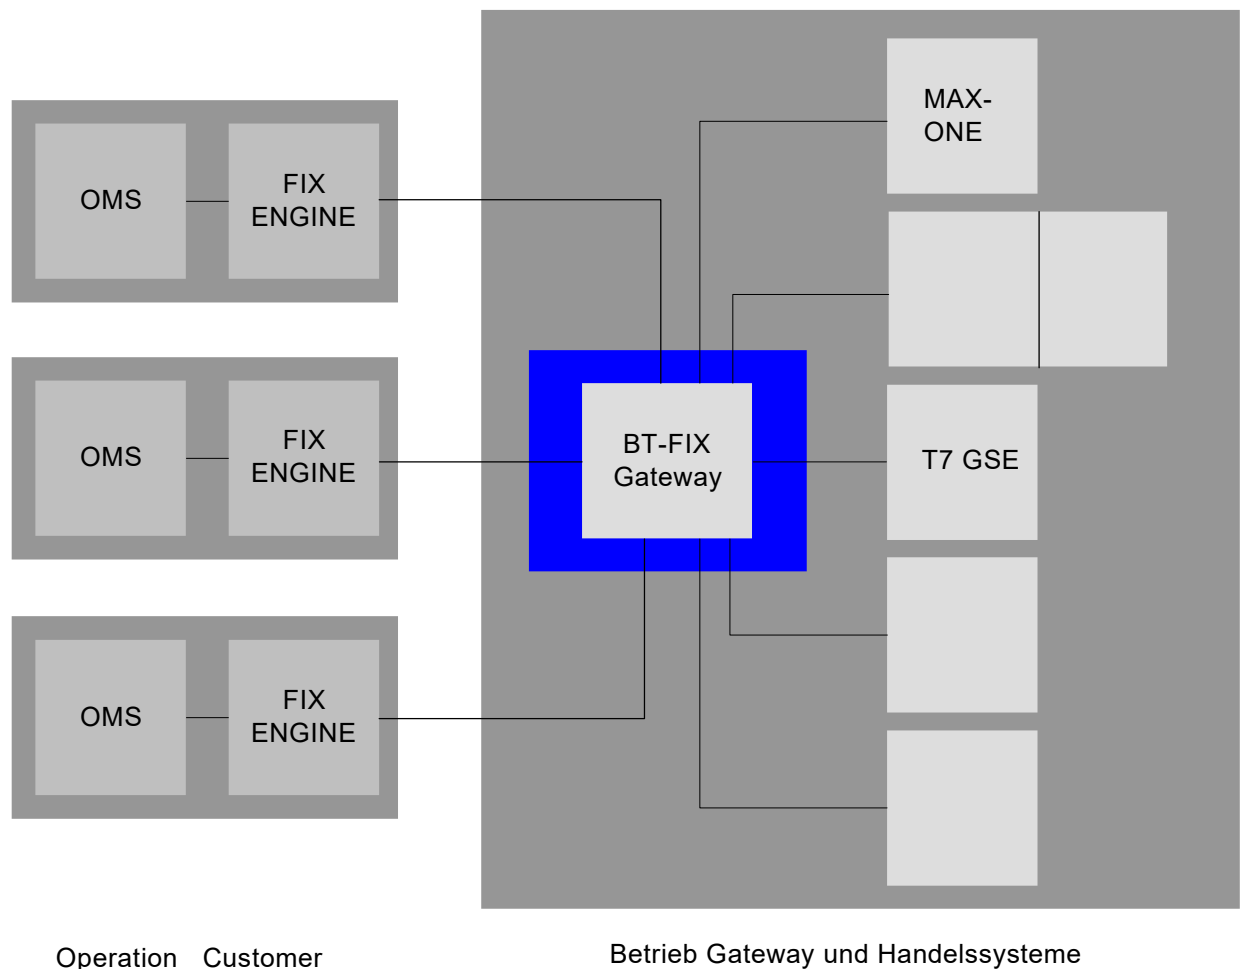 MAX-
ONE
OMS
FIX
ENGINE
OMS
FIX
ENGINE
BT-FIX
Gateway
T7 GSE
OMS
FIX
ENGINE
Operation Customer
Betrieb Gateway und Handelssysteme